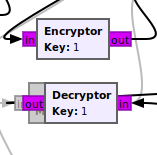 Encryptor
in out
Key: 1
Decryptor
out in
Key: 1